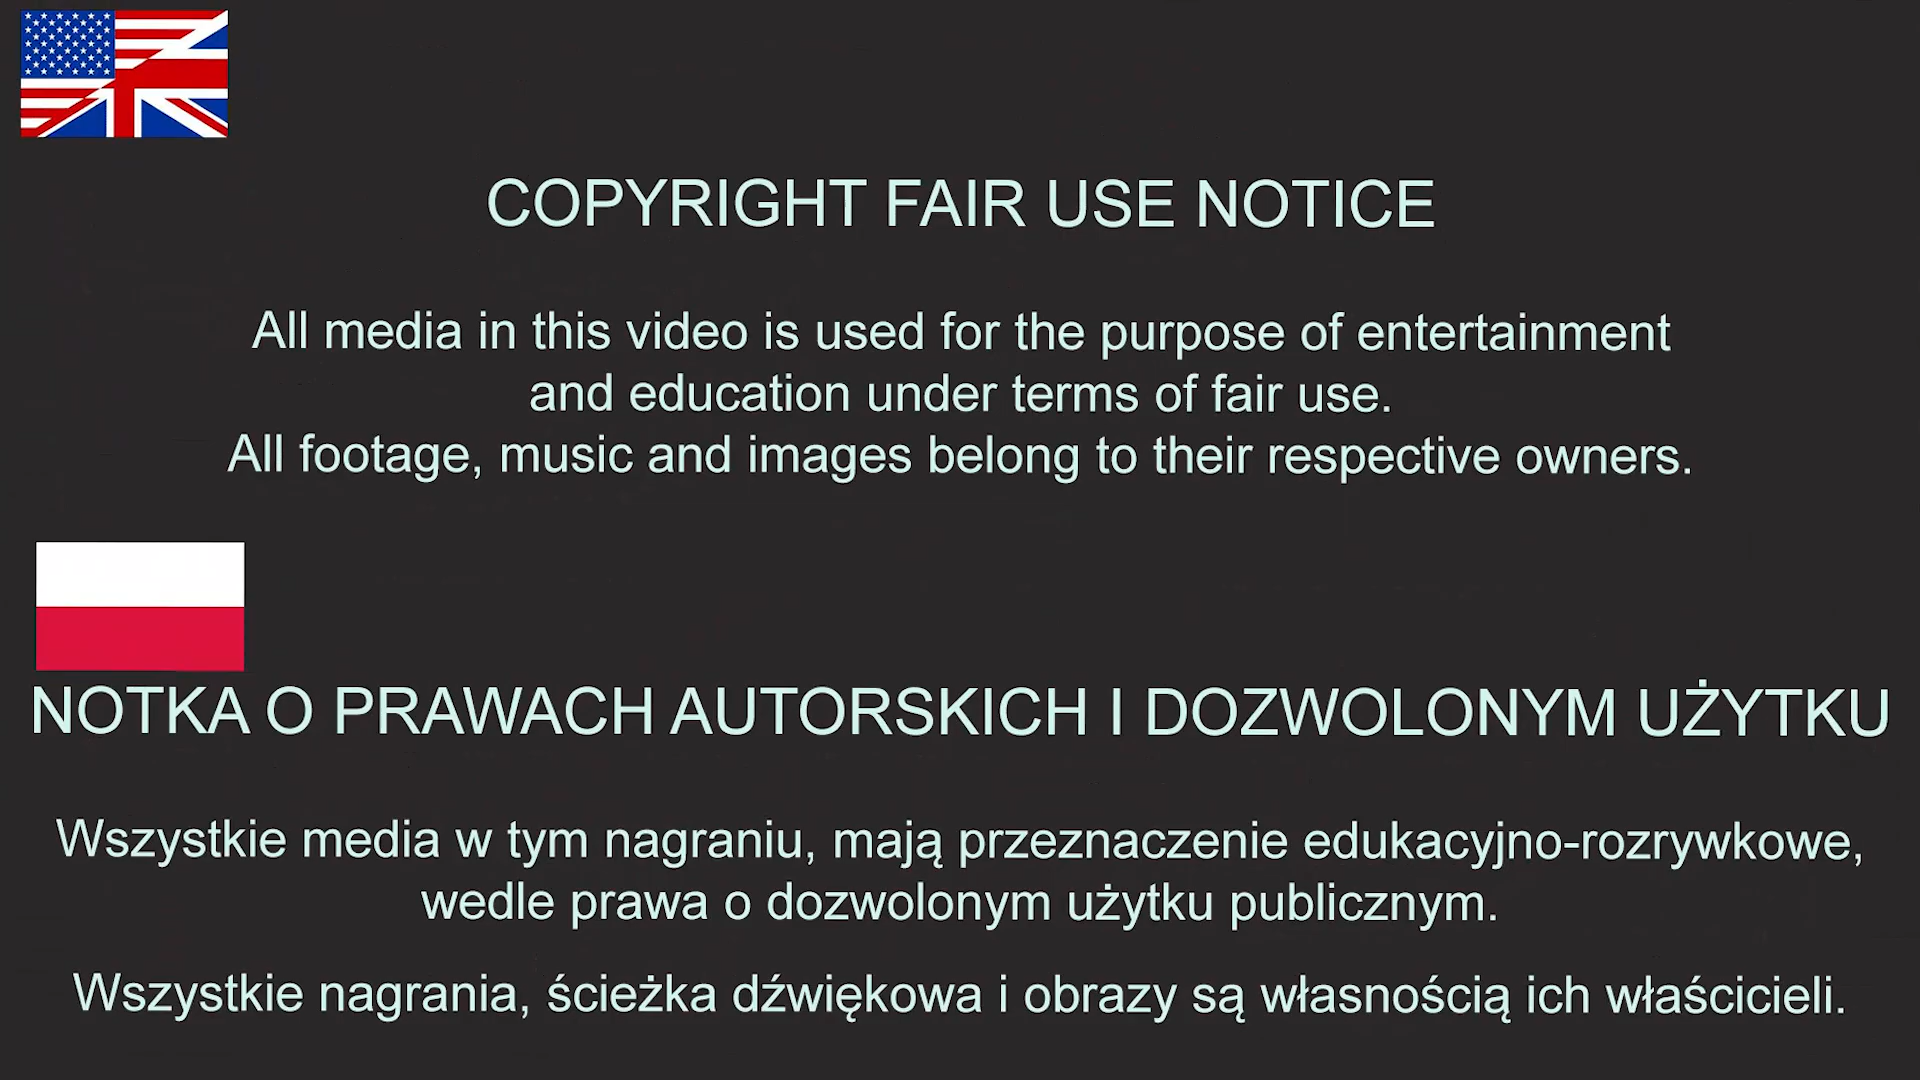 COPYRIGHT FAIR USE NOTICE
All media in this video is used for the purpose of entertainment
and education under terms of fair use.
All footage, music and images belong to their respective owners.
NOTKA O PRAWACH AUTORSKICH I DOZWOLONYM UŻYTKU
Wszystkie media w tym nagraniu, mają przeznaczenie edukacyjno-rozrywkowe,
wedle prawa o dozwolonym użytku publicznym.
Wszystkie nagrania, ścieżka dźwiękowa i obrazy są własnością ich właścicieli.